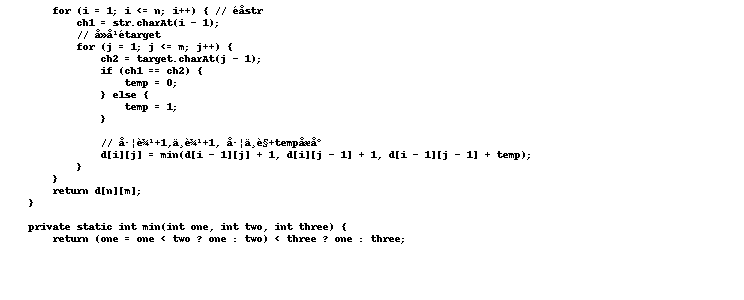 for (i = 1; i <= n; i++) { // éåstr
ch1 = str.charAt(i - 1);
// å»å¹étarget
for (j = 1; j <= m; j++) {
ch2 = target.charAt(j - 1);
if (ch1 == ch2) {
temp = 0;
} else {
temp = 1;
}
// å·¦è¾¹+1,ä¸è¾¹+1, å·¦ä¸è§+tempåæå°
d[i][j] = min(d[i - 1][j] + 1, d[i][j - 1] + 1, d[i - 1][j - 1] + temp);
}
}
return d[n][m];
}
private static int min(int one, int two, int three) {
return (one = one < two ? one : two) < three ? one : three;